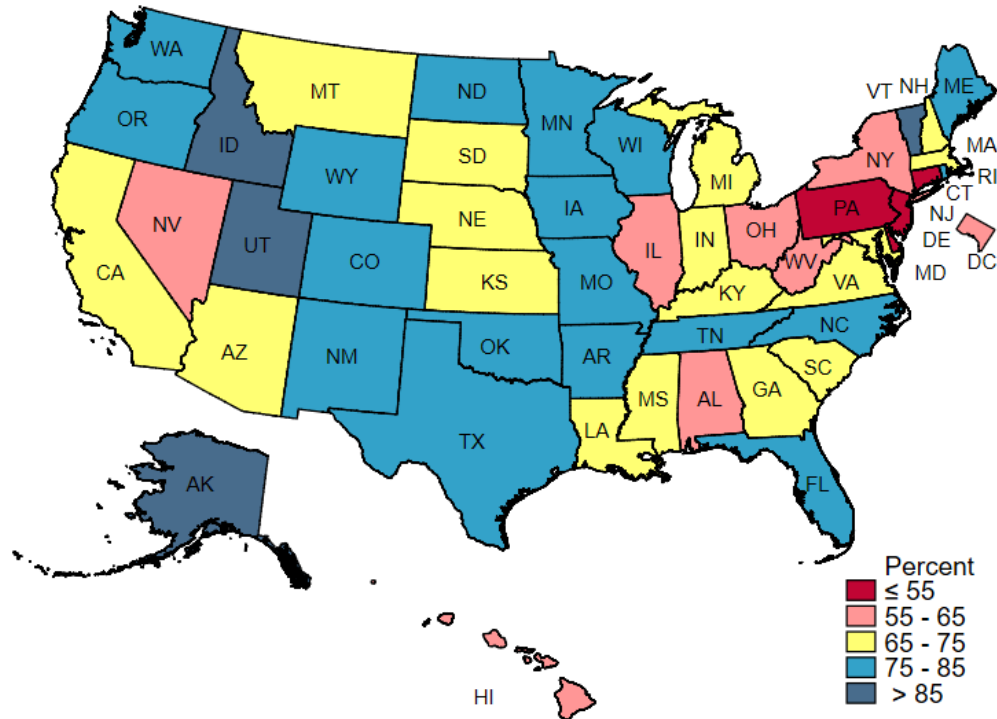 WA
MT
ND
MN
VT
NH
ME
OR
ID
WY
SD
WI
MI
NY
MA
RI
CT
NV
UT
NE
IA
PA
NJ
DE
DC
CA
CO
KS
IL
IN
OH
WV
MD
VA
MO
KY
AZ
NM
OK
AR
TN
NC
SC
MS
AL
GA
TX
LA
FL
AK
HI
Percent
≤ 55
55 - 65
65 - 75
75 - 85
> 85